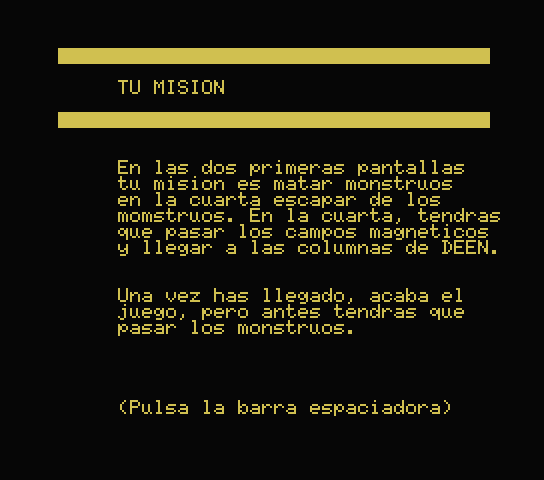 TU MISION
En las dos primeras pantallas
tu mision es matar monstruos
en la cuarta escapar de los
momstruos. En la cuarta, tendras
que pasar los campos magneticos
y llegar a las columnas de DEEN.
Una vez has llegado, acaba el
juego, pero antes tendras que
pasar los monstruos.
(Pulsa la barra espaciadora)